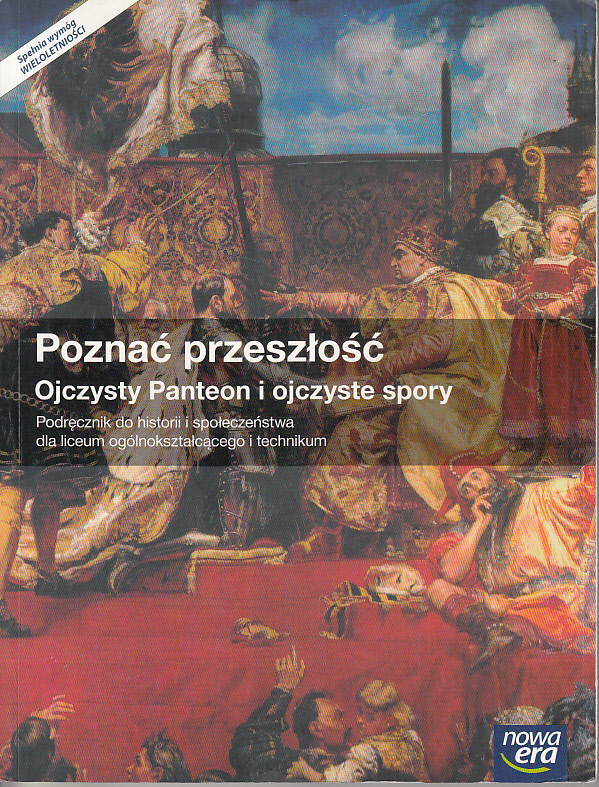 Spełnia wymóg
WIELOLETNIOŚCI
Poznać przeszłość
Ojczysty Panteon i ojczyste spory
Podręcznik do historii i społeczeństwa
dla liceum ogólnokształcącego i technikum
nowa
era